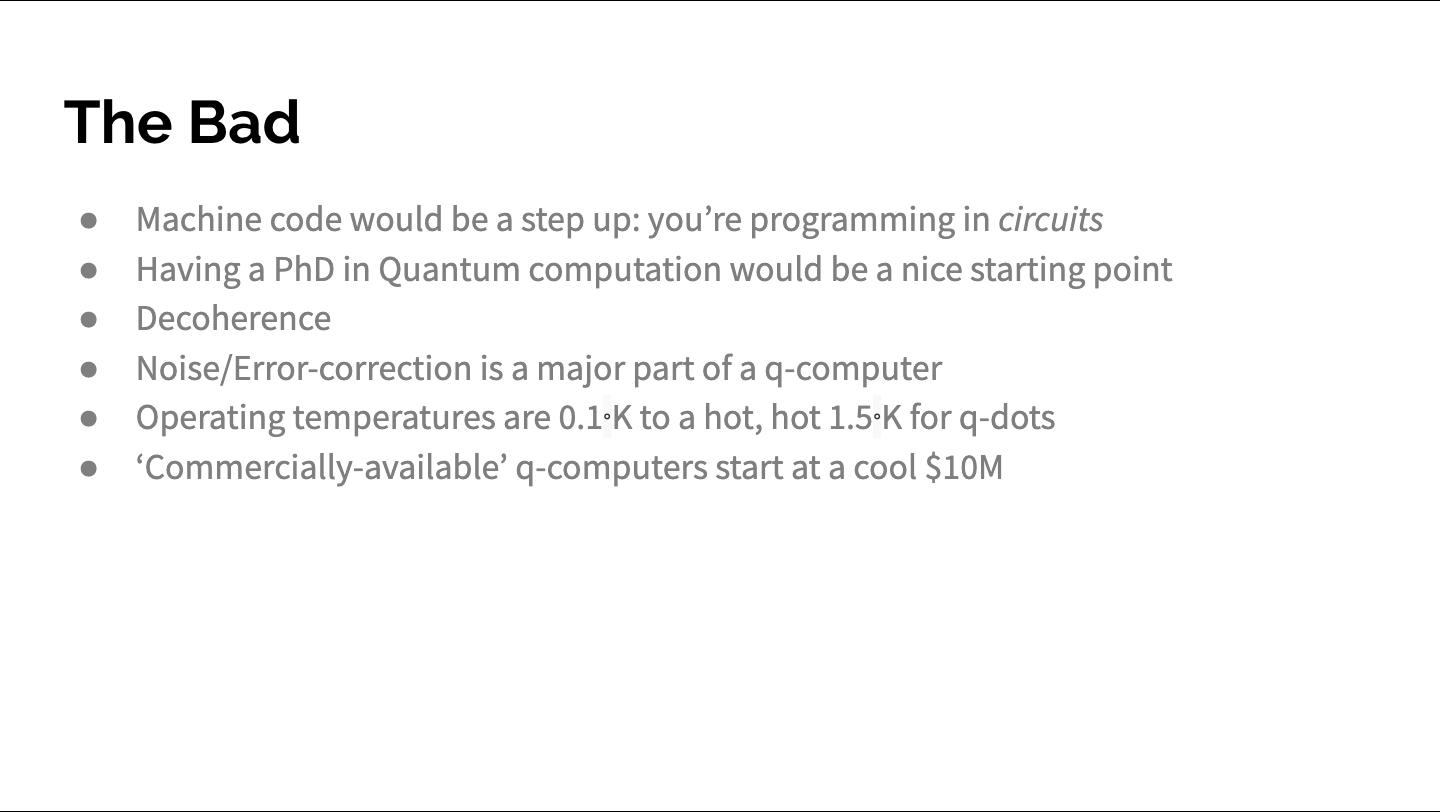 The Bad
● Machine code would be a step up: you’re programming in circuits
● Having a PhD in Quantum computation would be a nice starting point
● Decoherence
● Noise/Error-correction is a major part of a q-computer
● Operating temperatures are 0.1∘K to a hot, hot 1.5∘K for q-dots
● ‘Commercially-available’ q-computers start at a cool $10M